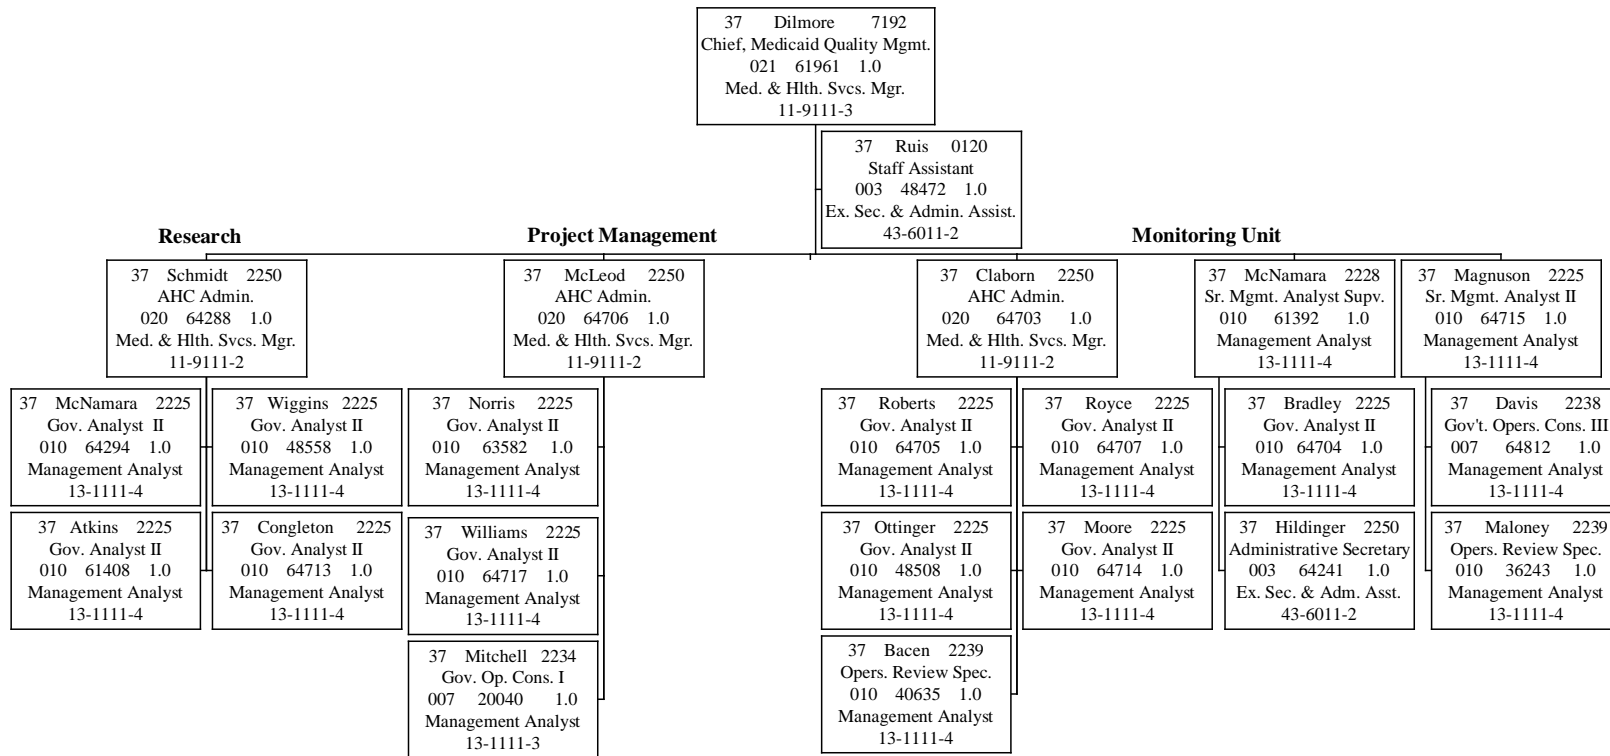 37 Dilmore 7192
Chief, Medicaid Quality Mgmt.
021 61961 1.0
Med. & Hlth. Svcs. Mgr.
11-9111-3
37 Ruis 0120
Staff Assistant
003 48472 1.0
Ex. Sec. & Admin. Assist.
43-6011-2
Research
Project Management
Monitoring Unit
37 Schmidt 2250
AHC Admin.
020 64288 1.0
Med. & Hlth. Svcs. Mgr.
11-9111-2
37 McLeod 2250
AHC Admin.
020 64706 1.0
Med. & Hlth. Svcs. Mgr.
11-9111-2
37 Claborn 2250
AHC Admin.
020 64703 1.0
Med. & Hlth. Svcs. Mgr.
11-9111-2
37 McNamara 2228
Sr. Mgmt. Analyst Supv.
010 61392 1.0
Management Analyst
13-1111-4
37 Magnuson 2225
Sr. Mgmt. Analyst II
010 64715 1.0
Management Analyst
13-1111-4
37 McNamara 2225
Gov. Analyst II
010 64294 1.0
Management Analyst
13-1111-4
37 Wiggins 2225
Gov. Analyst II
010 48558 1.0
Management Analyst
13-1111-4
37 Norris 2225
Gov. Analyst II
010 63582 1.0
Management Analyst
13-1111-4
37 Roberts 2225
Gov. Analyst II
010 64705 1.0
Management Analyst
13-1111-4
37 Royce 2225
Gov. Analyst II
010 64707 1.0
Management Analyst
13-1111-4
37 Bradley 2225
Gov. Analyst II
010 64704 1.0
Management Analyst
13-1111-4
37 Davis 2238
Gov't. Opers. Cons. III
007 64812 1.0
Management Analyst
13-1111-4
37 Atkins 2225
Gov. Analyst II
010 61408 1.0
Management Analyst
13-1111-4
37 Congleton 2225
Gov. Analyst II
010 64713 1.0
Management Analyst
13-1111-4
37 Williams 2225
Gov. Analyst II
010 64717 1.0
Management Analyst
13-1111-4
37 Ottinger 2225
Gov. Analyst II
010 48508 1.0
Management Analyst
13-1111-4
37 Moore 2225
Gov. Analyst II
010 64714 1.0
Management Analyst
13-1111-4
37 Hildinger 2250
Administrative Secretary
003 64241 1.0
Ex. Sec. & Adm. Asst.
43-6011-2
37 Maloney 2239
Opers. Review Spec.
010 36243 1.0
Management Analyst
13-1111-4
37 Mitchell 2234
Gov. Op. Cons. I
007 20040 1.0
Management Analyst
13-1111-3
37 Bacen 2239
Opers. Review Spec.
010 40635 1.0
Management Analyst
13-1111-4